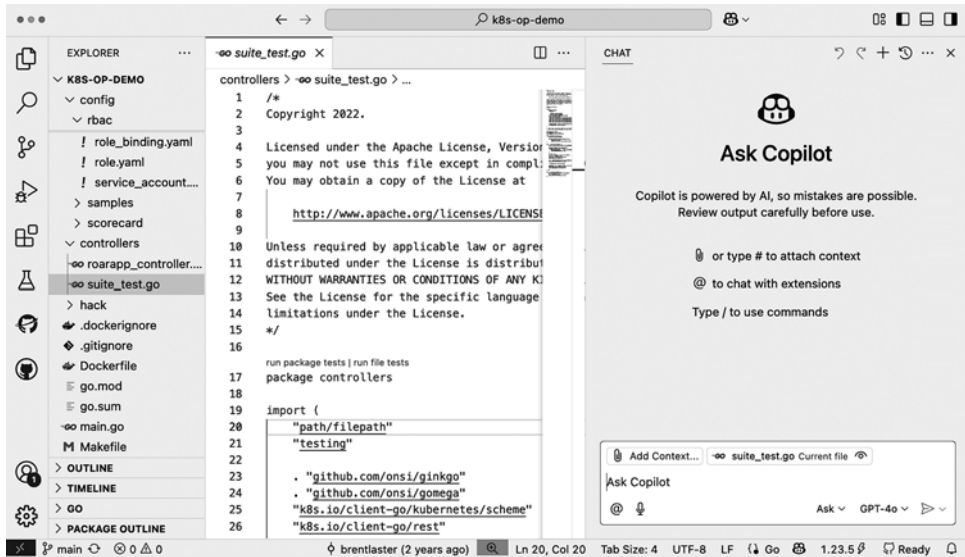 k8s-op-demo
EXPLORER
K8S-OP-DEMO
config
rbac
! role_binding.yaml
! role.yaml
! service_account....
samples
scorecard
controllers
roarapp_controller....
suite_test.go
hack
.dockerignore
.gitignore
Dockerfile
go.mod
go.sum
main.go
M Makefile
OUTLINE
TIMELINE
GO
PACKAGE OUTLINE
suite_test.go
controllers > suite_test.go > ...
1 /*
2 Copyright 2022.
3
4 Licensed under the Apache License, Version
5 you may not use this file except in compl
6 You may obtain a copy of the License at
7
8 http://www.apache.org/licenses/LICENSE
9
10 Unless required by applicable law or agree
11 distributed under the License is distribut
12 WITHOUT WARRANTIES OR CONDITIONS OF ANY KI
13 See the License for the specific language
14 limitations under the License.
15 */
16
run package tests | run file tests
17 package controllers
18
19 import (
20 "path/filepath"
21 "testing"
22
23 . "github.com/onsi/ginkgo"
24 . "github.com/onsi/gomega"
25 "k8s.io/client-go/kubernetes/scheme"
26 "k8s.io/client-go/rest"
CHAT
Ask Copilot
Copilot is powered by AI, so mistakes are possible.
Review output carefully before use.
or type # to attach context
@ to chat with extensions
Type / to use commands
Add Context...
suite_test.go Current file
Ask Copilot
@
Ask
GPT-4o
1
main
0 0
brentlaster (2 years ago)
Ln 20, Col 20
Tab Size: 4
UTF-8
LF
Go
1.23.5
Ready